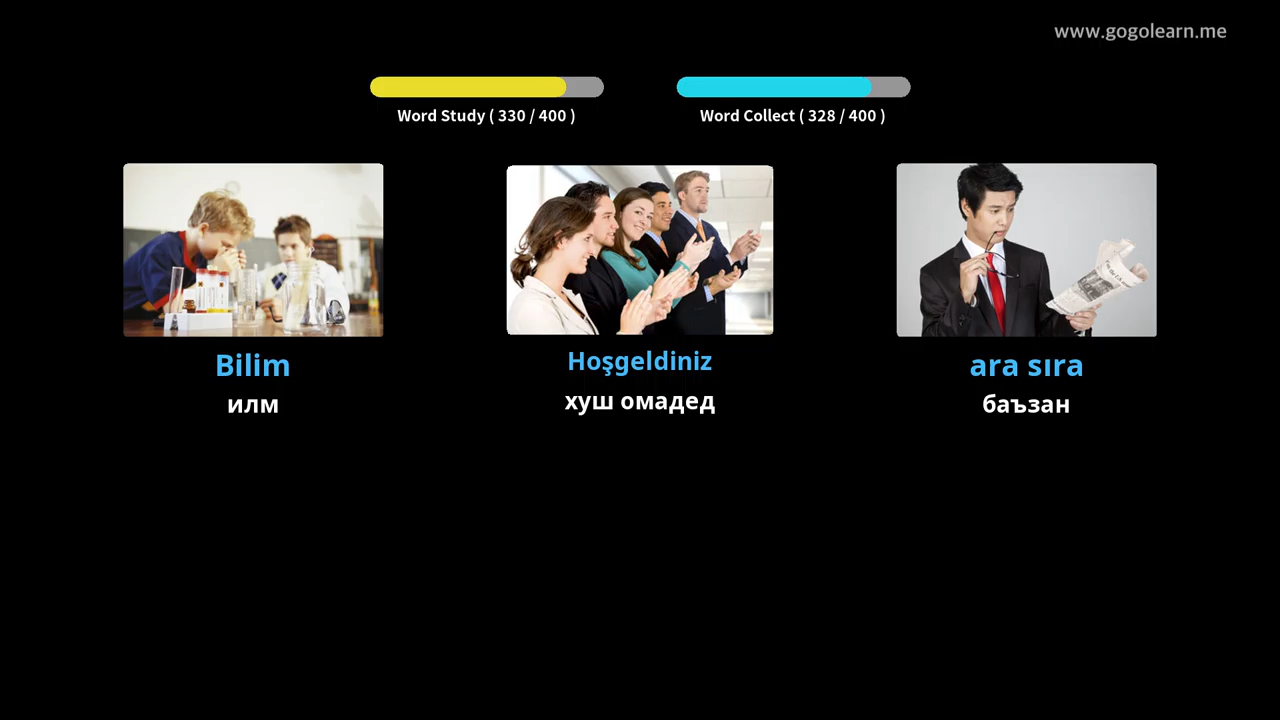 www.gogolearn.me
Word Study ( 330 / 400 )
Word Collect ( 328 / 400 )
Bilim
илм
Hoşgeldiniz
хуш омадед
ara sıra
баъзан